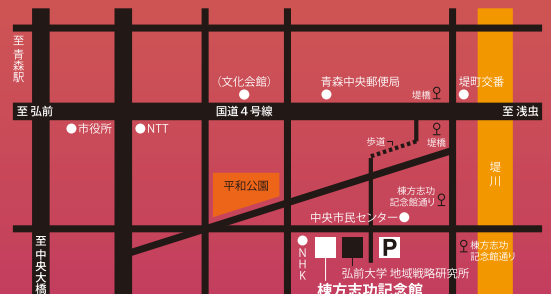 至青森駅
(文化会館)
青森中央郵便局
堤橋
堤町交番
至 弘前
国道4号線
至 浅虫
市役所
NTT
歩道
堤橋
堤川
平和公園
棟方志功
記念館通り
中央市民センター
至 中央大橋
NHK
P
棟方志功
記念館通り
弘前大学 地域戦略研究所
棟方志功記念館